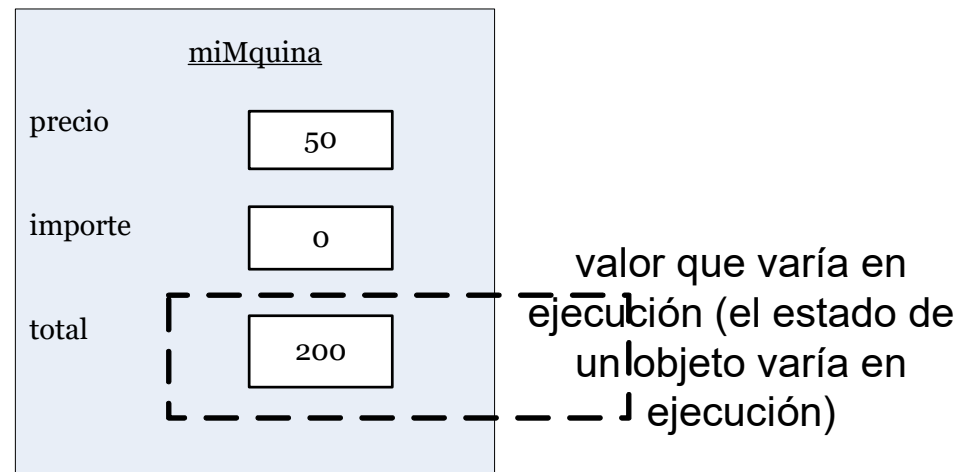 miMquina
precio
50
importe
0
total
200
valor que varía en
ejecución (el estado de
un objeto varía en
ejecución)